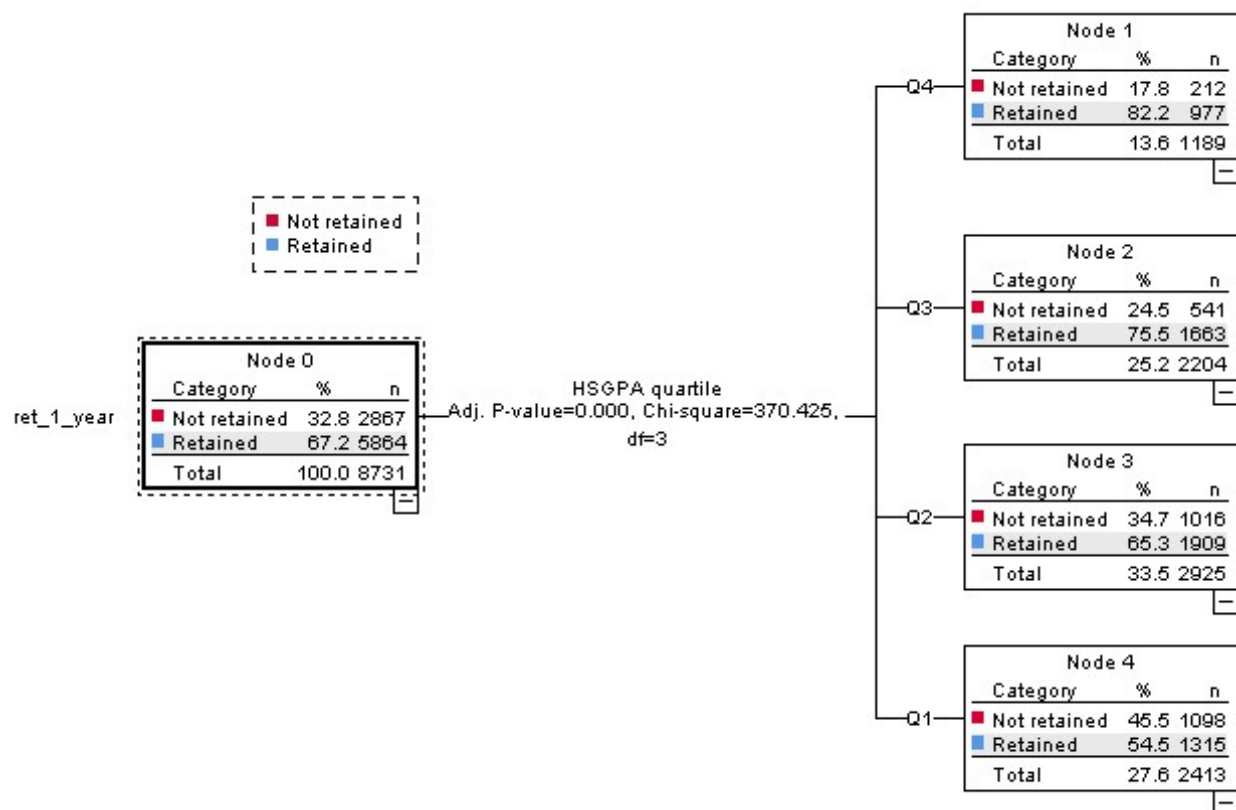 Not retained
Retained
ret_1_year
Node 0
Category % n
Not retained 32.8 2867
Retained 67.2 5864
Total 100.0 8731
HSGPA quartile
Adj. P-value=0.000, Chi-square=370.425,
df=3
Q4
Node 1
Category % n
Not retained 17.8 212
Retained 82.2 977
Total 13.6 1189
Q3
Node 2
Category % n
Not retained 24.5 541
Retained 75.5 1663
Total 25.2 2204
Q2
Node 3
Category % n
Not retained 34.7 1016
Retained 65.3 1909
Total 33.5 2925
Q1
Node 4
Category % n
Not retained 45.5 1098
Retained 54.5 1315
Total 27.6 2413